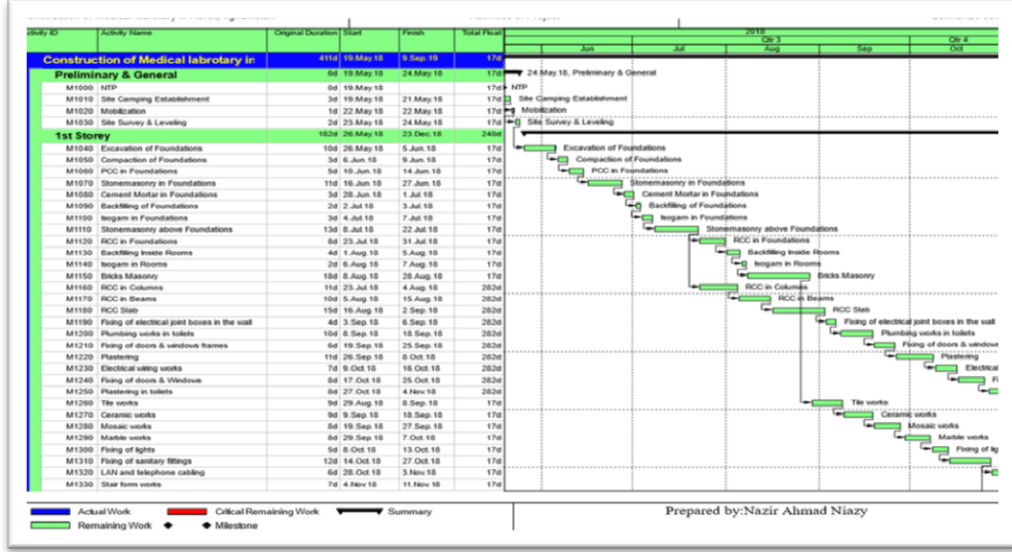 ctivity ID Activity Name Original Duration Start Finish Total Float 2018
Qtr 3 Qtr 4
Jun Jul Aug Sep Oct
Construction of Medical labrotary in 411d 19.May.18 9.Sep.19 17d
Preliminary & General 6d 19.May.18 24.May.18 17d 24.May.18, Preliminary & General
M1000 NTP 0d 19.May.18 17d NTP
M1010 Site Camping Establishment 3d 19.May.18 21.May.18 17d Site Camping Establishment
M1020 Mobilization 1d 22.May.18 22.May.18 17d Mobilization
M1030 Site Survey & Leveling 2d 23.May.18 24.May.18 17d Site Survey & Leveling
1st Storey 182d 26.May.18 23.Dec.18 240d
M1040 Excavation of Foundations 10d 26.May.18 5.Jun.18 17d Excavation of Foundations
M1050 Compaction of Foundations 3d 6.Jun.18 9.Jun.18 17d Compaction of Foundations
M1060 PCC in Foundations 5d 10.Jun.18 14.Jun.18 17d PCC in Foundations
M1070 Stonemasonry in Foundations 11d 16.Jun.18 27.Jun.18 17d Stonemasonry in Foundations
M1080 Cement Mortar in Foundations 3d 28.Jun.18 1.Jul.18 17d Cement Mortar in Foundations
M1090 Backfilling of Foundations 2d 2.Jul.18 3.Jul.18 17d Backfilling of Foundations
M1100 Isogam in Foundations 3d 4.Jul.18 7.Jul.18 17d Isogam in Foundations
M1110 Stonemasonry above Foundations 13d 8.Jul.18 22.Jul.18 17d Stonemasonry above Foundations
M1120 RCC in Foundations 8d 23.Jul.18 31.Jul.18 17d RCC in Foundations
M1130 Backfilling Inside Rooms 4d 1.Aug.18 5.Aug.18 17d Backfilling Inside Rooms
M1140 Isogam in Rooms 2d 6.Aug.18 7.Aug.18 17d Isogam in Rooms
M1150 Bricks Masonry 18d 8.Aug.18 28.Aug.18 17d Bricks Masonry
M1160 RCC in Columns 11d 23.Jul.18 4.Aug.18 282d RCC in Columns
M1170 RCC in Beams 10d 5.Aug.18 15.Aug.18 282d RCC in Beams
M1180 RCC Slab 15d 16.Aug.18 2.Sep.18 282d RCC Slab
M1190 Fixing of electrical joint boxes in the wall 4d 3.Sep.18 6.Sep.18 282d Fixing of electrical joint boxes in the wall
M1200 Plumbing works in toilets 10d 8.Sep.18 18.Sep.18 282d Plumbing works in toilets
M1210 Fixing of doors & windows frames 6d 19.Sep.18 25.Sep.18 282d Fixing of doors & windows
M1220 Plastering 11d 26.Sep.18 8.Oct.18 282d Plastering
M1230 Electrical wiring works 7d 9.Oct.18 16.Oct.18 282d Electrical
M1240 Fixing of doors & Windows 8d 17.Oct.18 25.Oct.18 282d Fi
M1250 Plastering in toilets 8d 27.Oct.18 4.Nov.18 282d
M1260 Tile works 9d 29.Aug.18 8.Sep.18 17d Tile works
M1270 Ceramic works 9d 9.Sep.18 18.Sep.18 17d Ceramic works
M1280 Mosaic works 8d 19.Sep.18 27.Sep.18 17d Mosaic works
M1290 Marble works 8d 29.Sep.18 7.Oct.18 17d Marble works
M1300 Fixing of lights 5d 8.Oct.18 13.Oct.18 17d Fixing of lig
M1310 Fixing of sanitary fittings 12d 14.Oct.18 27.Oct.18 17d
M1320 LAN and telephone cabling 6d 28.Oct.18 3.Nov.18 17d
M1330 Stair form works 7d 4.Nov.18 11.Nov.18 17d
Actual Work Critical Remaining Work Summary Prepared by:Nazir Ahmad Niazy
Remaining Work Milestone